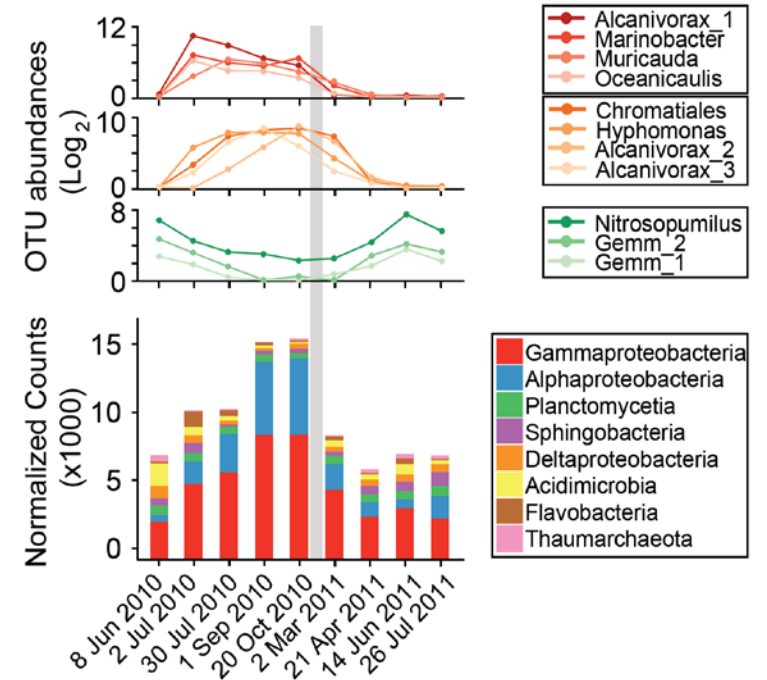 OTU abundances
(Log2)
12
0
10
0
8
0
Alcanivorax_1
Marinobacter
Muricauda
Oceanicaulis
Chromatiales
Hyphomonas
Alcanivorax_2
Alcanivorax_3
Nitrosopumilus
Gemm_2
Gemm_1
Normalized Counts
(x1000)
15
10
5
0
Gammaproteobacteria
Alphaproteobacteria
Planctomycetia
Sphingobacteria
Deltaproteobacteria
Acidimicrobia
Flavobacteria
Thaumarchaeota
8 Jun 2010
2 Jul 2010
30 Jul 2010
1 Sep 2010
20 Oct 2010
2 Mar 2011
21 Apr 2011
14 Jun 2011
26 Jul 2011